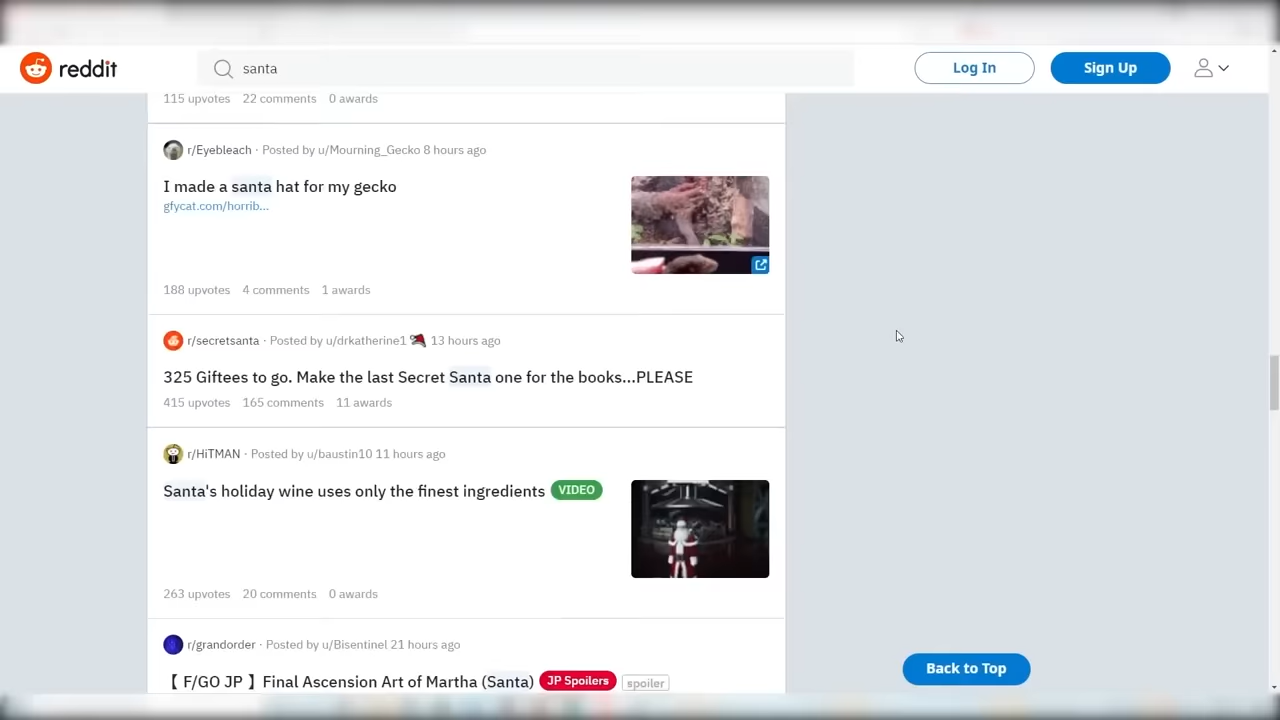 reddit
santa
Log In
Sign Up
115 upvotes 22 comments 0 awards
r/Eyebleach · Posted by u/Mourning_Gecko 8 hours ago
I made a santa hat for my gecko
gfycat.com/horrib...
188 upvotes 4 comments 1 awards
r/secretsanta · Posted by u/drkatherine1 13 hours ago
325 Giftees to go. Make the last Secret Santa one for the books...PLEASE
415 upvotes 165 comments 11 awards
r/HiTMAN · Posted by u/baustin10 11 hours ago
Santa's holiday wine uses only the finest ingredients VIDEO
263 upvotes 20 comments 0 awards
r/grandorder · Posted by u/Bisentinel 21 hours ago
【 F/GO JP 】Final Ascension Art of Martha (Santa) JP Spoilers spoiler
Back to Top